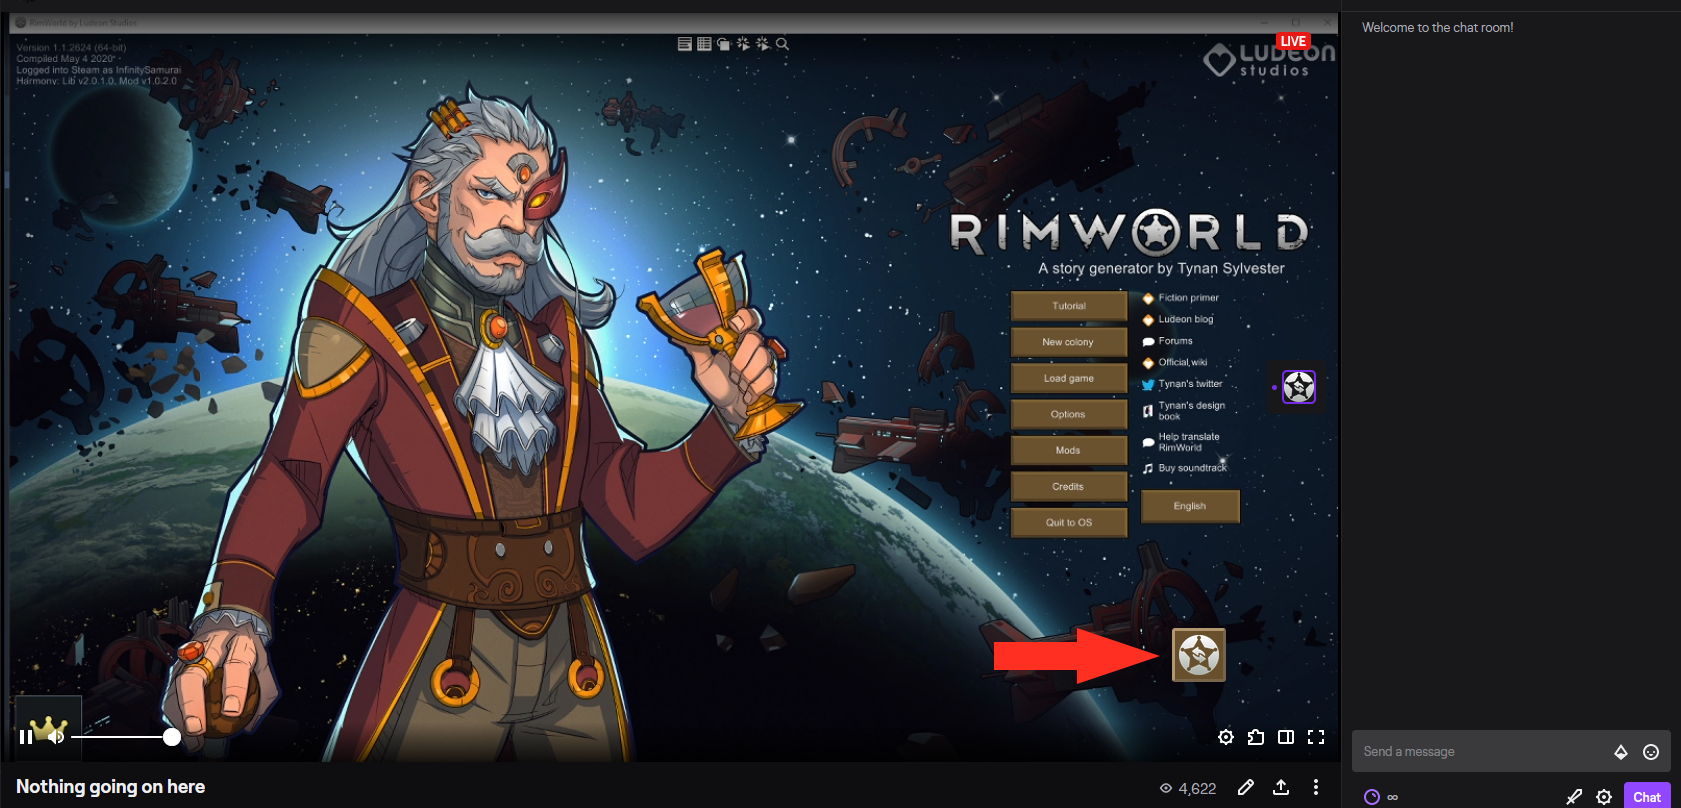 RimWorld by Ludeon Studios
Version 1.1.2624 (64-bit)
Compiled May 4 2020
Logged into Steam as InfinitySamurai
Harmony: Lib v2.0.1.0, Mod v1.0.2.0
LIVE
LUDEON
studios
RIMWORLD
A story generator by Tynan Sylvester
Tutorial
New colony
Load game
Options
Mods
Credits
Quit to OS
Fiction primer
Ludeon blog
Forums
Official wiki
Tynan's twitter
Tynan's design
book
Help translate
RimWorld
Buy soundtrack
English
Nothing going on here
4,622
Welcome to the chat room!
Send a message
∞
Chat